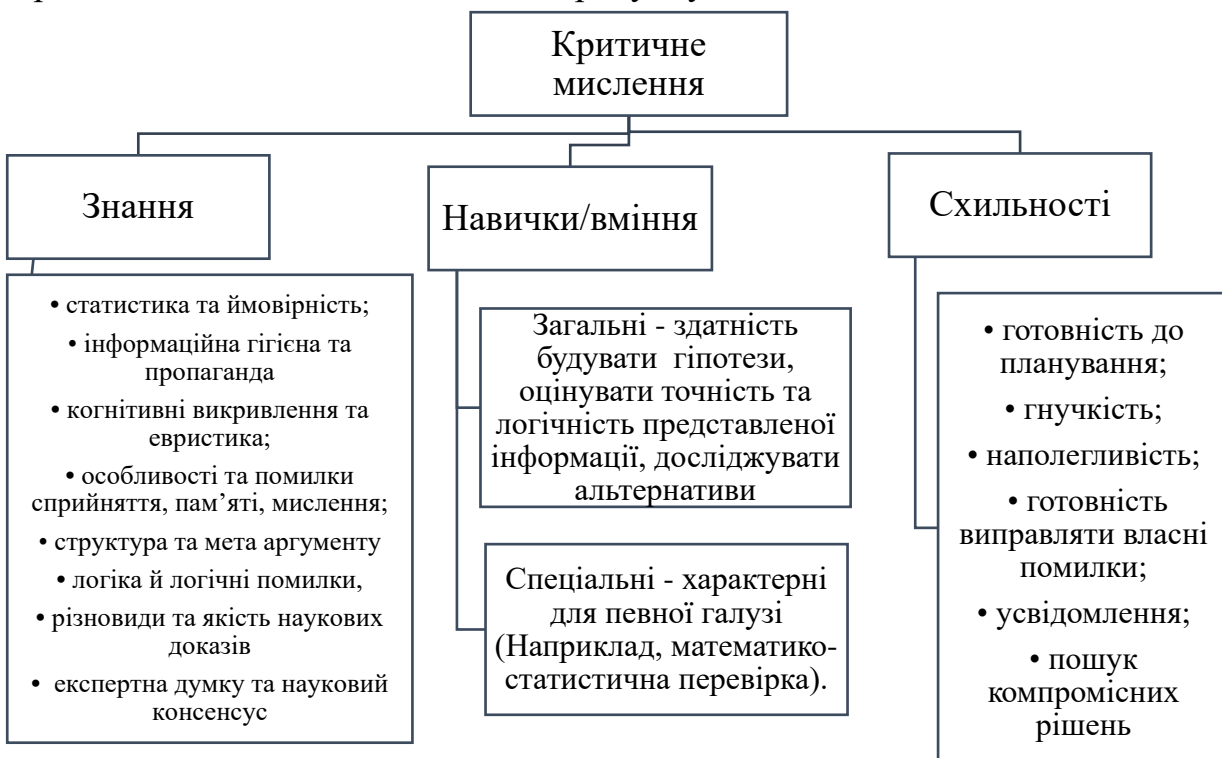 Критичне
мислення
Знання
Навички/вміння
Схильності
• статистика та ймовірність;
• інформаційна гігієна та
пропаганда
• когнітивні викривлення та
евристика;
• особливості та помилки
сприйняття, пам’яті, мислення;
• структура та мета аргументу
• логіка й логічні помилки,
• різновиди та якість наукових
доказів
• експертна думку та науковий
консенсус
Загальні - здатність
будувати гіпотези,
оцінувати точність та
логічність представленої
інформації, досліджувати
альтернативи
Спеціальні - характерні
для певної галузі
(Наприклад, математико-
статистична перевірка).
• готовність до
планування;
• гнучкість;
• наполегливість;
• готовність
виправляти власні
помилки;
• усвідомлення;
• пошук
компромісних
рішень